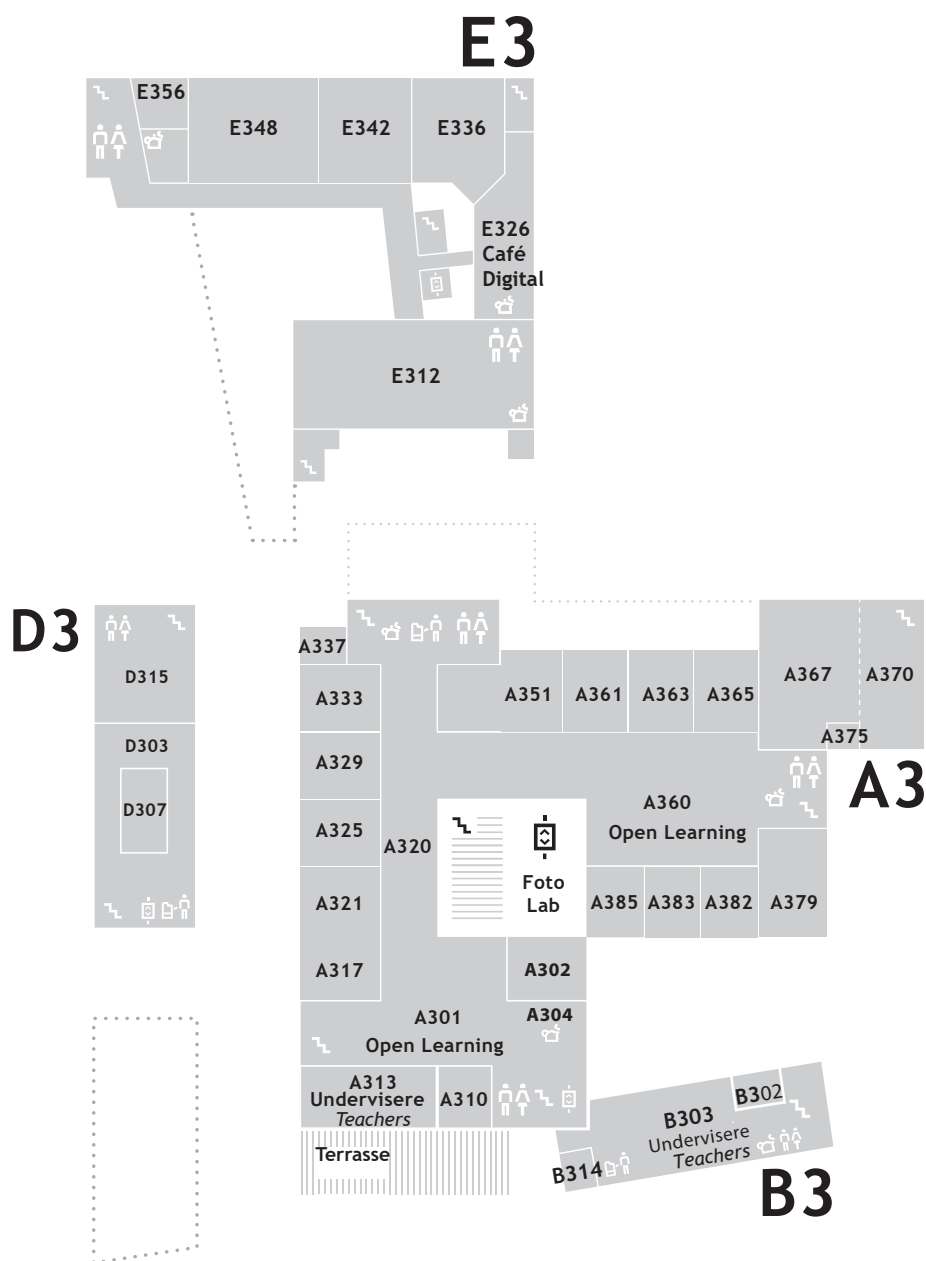 E3
E356
E348
E342
E336
E326
Café
Digital
E312
D3
D315
D303
D307
A337
A333
A329
A325
A320
A321
A317
A351
A361
A363
A365
A367
A370
A375
A3
A360
Open Learning
Foto
Lab
A385
A383
A382
A379
A302
A304
A301
Open Learning
A313
Undervisere
Teachers
A310
Terrasse
B302
B303
Undervisere
Teachers
B314
B3